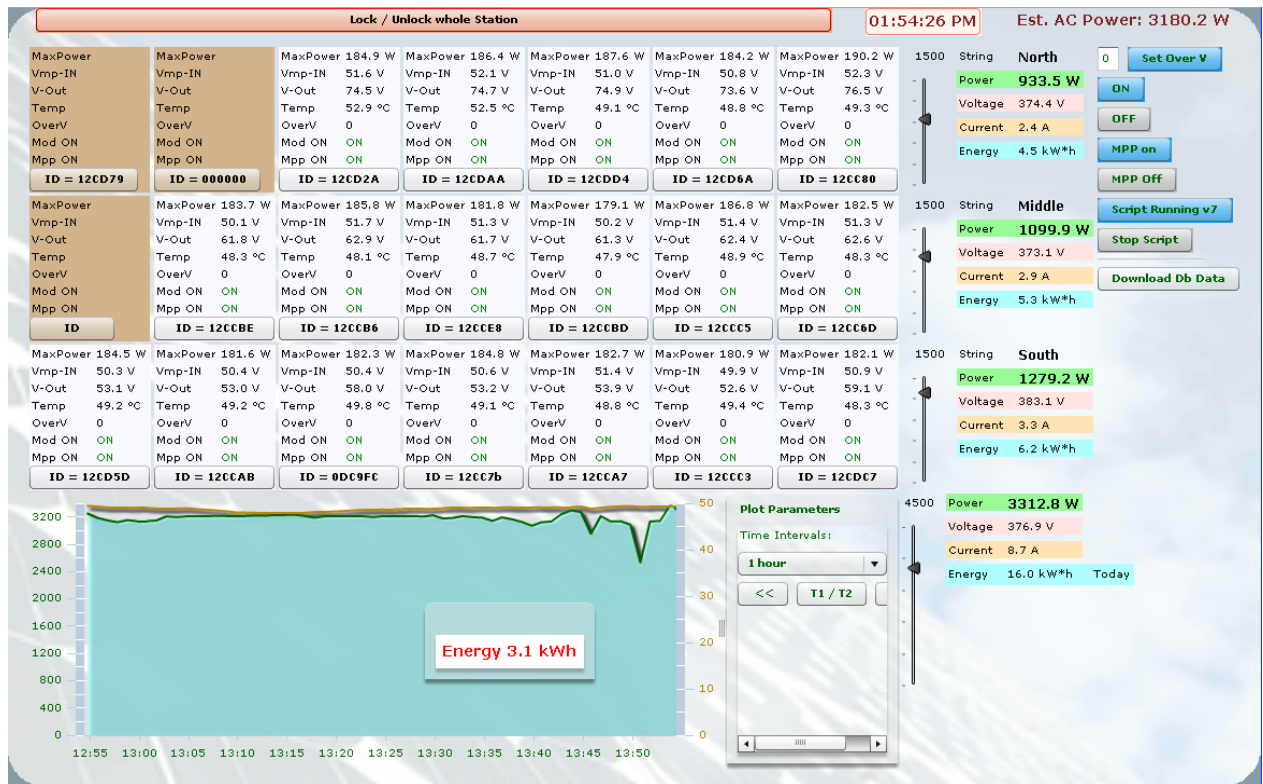 Lock / Unlock whole Station
01:54:26 PM
Est. AC Power: 3180.2 W
MaxPower MaxPower MaxPower 184.9 W MaxPower 186.4 W MaxPower 187.6 W MaxPower 184.2 W MaxPower 190.2 W
Vmp-IN Vmp-IN Vmp-IN 51.6 V Vmp-IN 52.1 V Vmp-IN 51.0 V Vmp-IN 50.8 V Vmp-IN 52.3 V
V-Out V-Out V-Out 74.5 V V-Out 74.7 V V-Out 74.9 V V-Out 73.6 V V-Out 76.5 V
Temp Temp Temp 52.9 ºC Temp 52.5 ºC Temp 49.1 ºC Temp 48.8 ºC Temp 49.3 ºC
OverV OverV OverV 0 OverV 0 OverV 0 OverV 0 OverV 0
Mod ON Mod ON Mod ON ON Mod ON ON Mod ON ON Mod ON ON Mod ON ON
Mpp ON Mpp ON Mpp ON ON Mpp ON ON Mpp ON ON Mpp ON ON Mpp ON ON
ID = 12CD79 ID = 000000 ID = 12CD2A ID = 12CDAA ID = 12CDD4 ID = 12CD6A ID = 12CC80
1500 String North
Power 933.5 W
Voltage 374.4 V
Current 2.4 A
Energy 4.5 kW*h
0 Set Over V
ON
OFF
MPP on
MPP Off
MaxPower MaxPower 183.7 W MaxPower 185.8 W MaxPower 181.8 W MaxPower 179.1 W MaxPower 186.8 W MaxPower 182.5 W
Vmp-IN Vmp-IN 50.1 V Vmp-IN 51.7 V Vmp-IN 51.3 V Vmp-IN 50.2 V Vmp-IN 51.4 V Vmp-IN 51.3 V
V-Out V-Out 61.8 V V-Out 62.9 V V-Out 61.7 V V-Out 61.3 V V-Out 62.4 V V-Out 62.6 V
Temp Temp 48.3 ºC Temp 48.1 ºC Temp 48.7 ºC Temp 47.9 ºC Temp 48.9 ºC Temp 48.3 ºC
OverV OverV 0 OverV 0 OverV 0 OverV 0 OverV 0 OverV 0
Mod ON Mod ON ON Mod ON ON Mod ON ON Mod ON ON Mod ON ON Mod ON ON
Mpp ON Mpp ON ON Mpp ON ON Mpp ON ON Mpp ON ON Mpp ON ON Mpp ON ON
ID ID = 12CCBE ID = 12CCB6 ID = 12CCE8 ID = 12CCBD ID = 12CCC5 ID = 12CC6D
1500 String Middle
Power 1099.9 W
Voltage 373.1 V
Current 2.9 A
Energy 5.3 kW*h
Script Running v7
Stop Script
Download Db Data
MaxPower 184.5 W MaxPower 181.6 W MaxPower 182.3 W MaxPower 184.8 W MaxPower 182.7 W MaxPower 180.9 W MaxPower 182.1 W
Vmp-IN 50.3 V Vmp-IN 50.4 V Vmp-IN 50.4 V Vmp-IN 50.6 V Vmp-IN 51.4 V Vmp-IN 49.9 V Vmp-IN 50.9 V
V-Out 53.1 V V-Out 53.0 V V-Out 59.0 V V-Out 53.2 V V-Out 53.9 V V-Out 52.6 V V-Out 59.1 V
Temp 49.2 ºC Temp 49.2 ºC Temp 49.8 ºC Temp 49.1 ºC Temp 48.8 ºC Temp 49.4 ºC Temp 48.3 ºC
OverV 0 OverV 0 OverV 0 OverV 0 OverV 0 OverV 0 OverV 0
Mod ON ON Mod ON ON Mod ON ON Mod ON ON Mod ON ON Mod ON ON Mod ON ON
Mpp ON ON Mpp ON ON Mpp ON ON Mpp ON ON Mpp ON ON Mpp ON ON Mpp ON ON
ID = 12CD5D ID = 12CCAB ID = 0DC9FC ID = 12CC7b ID = 12CCA7 ID = 12CCC3 ID = 12CDC7
1500 String South
Power 1279.2 W
Voltage 383.1 V
Current 3.3 A
Energy 6.2 kW*h
3200
2800
2400
2000
1600
1200
800
400
0
Energy 3.1 kWh
50
40
30
20
10
0
12:55 13:00 13:05 13:10 13:15 13:20 13:25 13:30 13:35 13:40 13:45 13:50
Plot Parameters
Time Intervals:
1 hour
<< T1 / T2
4500 Power 3312.8 W
Voltage 376.9 V
Current 8.7 A
Energy 16.0 kW*h Today